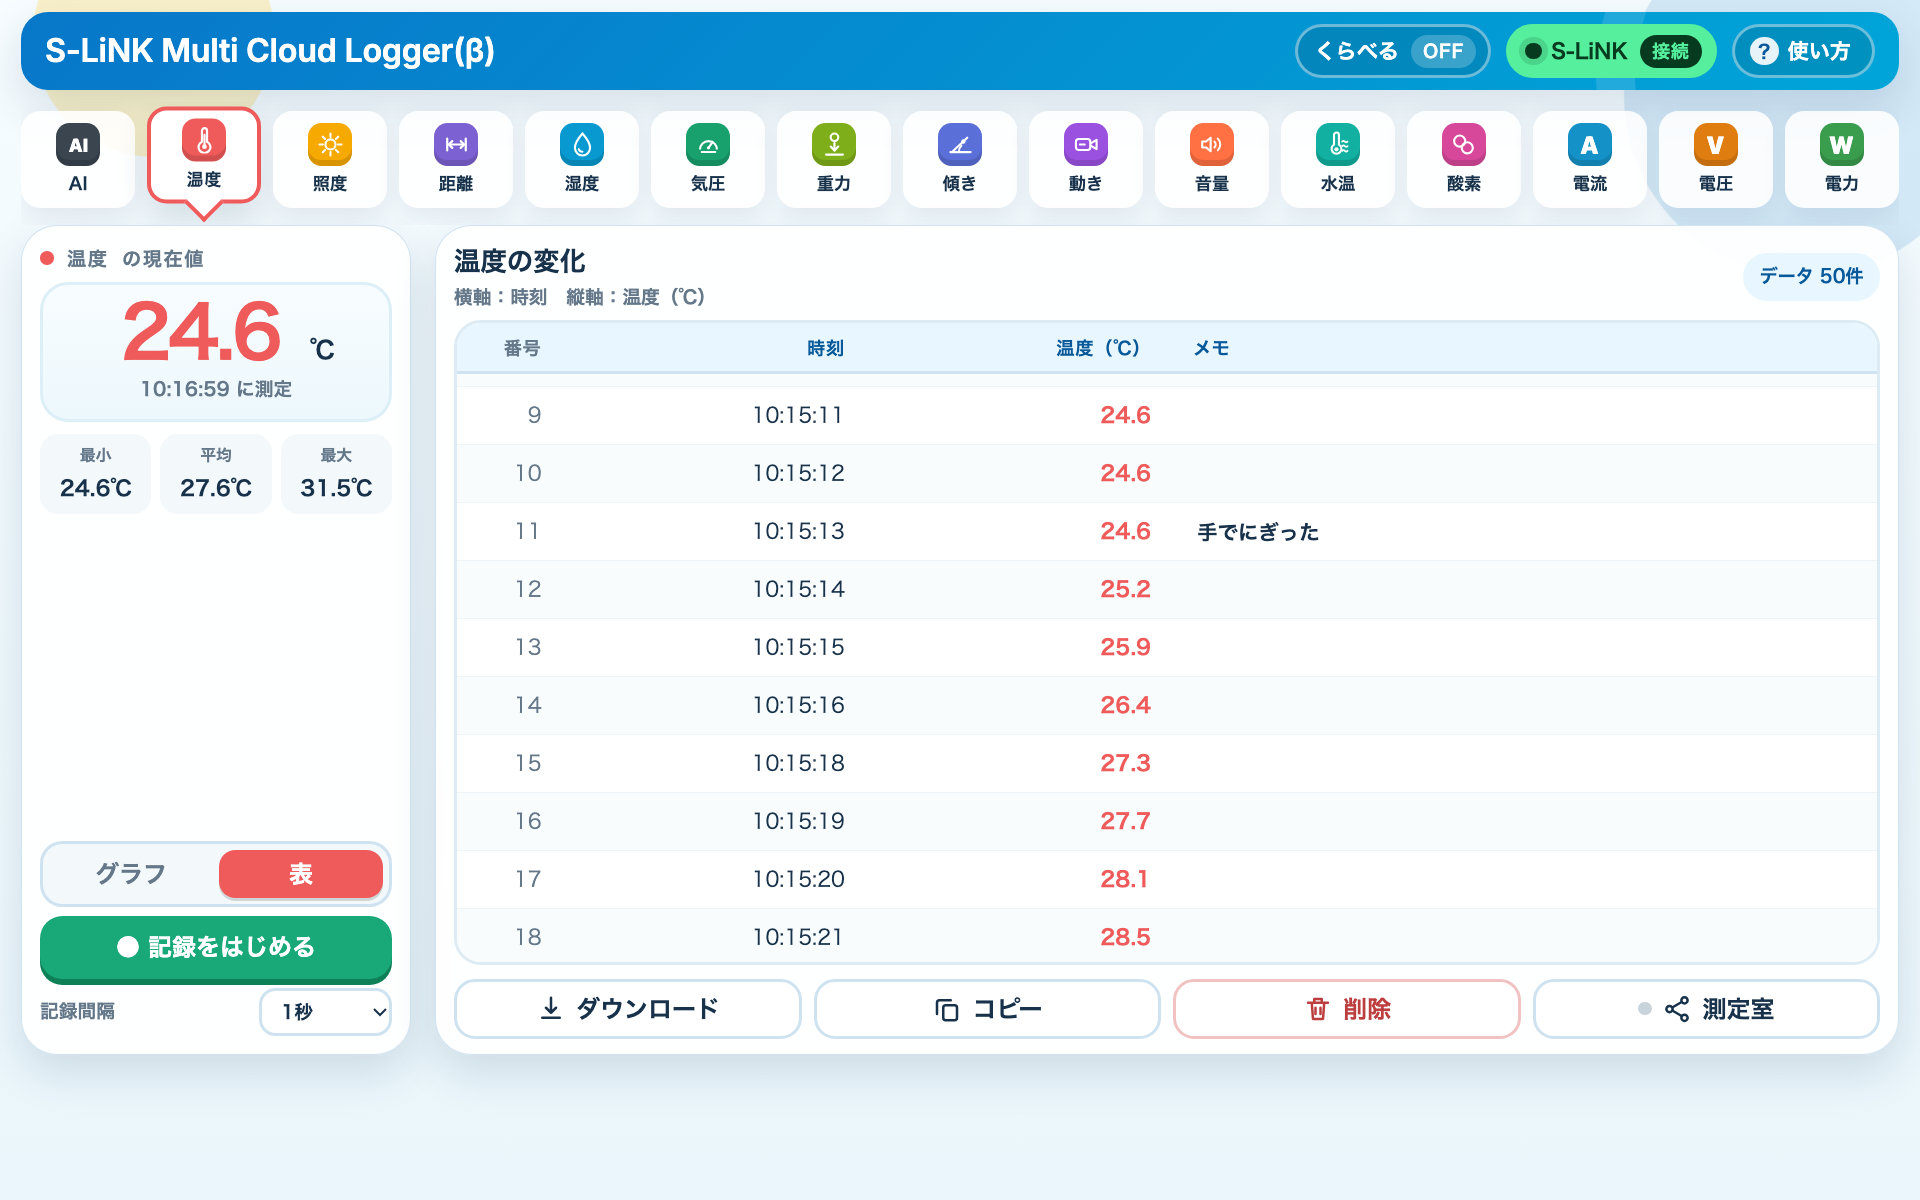 S-LiNK Multi Cloud Logger(β)
くらべる OFF
S-LiNK 接続
? 使い方
AI AI
温度
照度
距離
湿度
気圧
重力
傾き
動き
音量
水温
酸素
A 電流
V 電圧
W 電力
温度 の現在値
24.6 ℃
10:16:59 に測定
最小 平均 最大
24.6℃ 27.6℃ 31.5℃
グラフ 表
記録をはじめる
記録間隔 1秒
温度の変化
横軸：時刻 縦軸：温度（℃）
データ 50件
番号 時刻 温度（℃） メモ
9 10:15:11 24.6
10 10:15:12 24.6
11 10:15:13 24.6 手でにぎった
12 10:15:14 25.2
13 10:15:15 25.9
14 10:15:16 26.4
15 10:15:18 27.3
16 10:15:19 27.7
17 10:15:20 28.1
18 10:15:21 28.5
ダウンロード コピー 削除 測定室